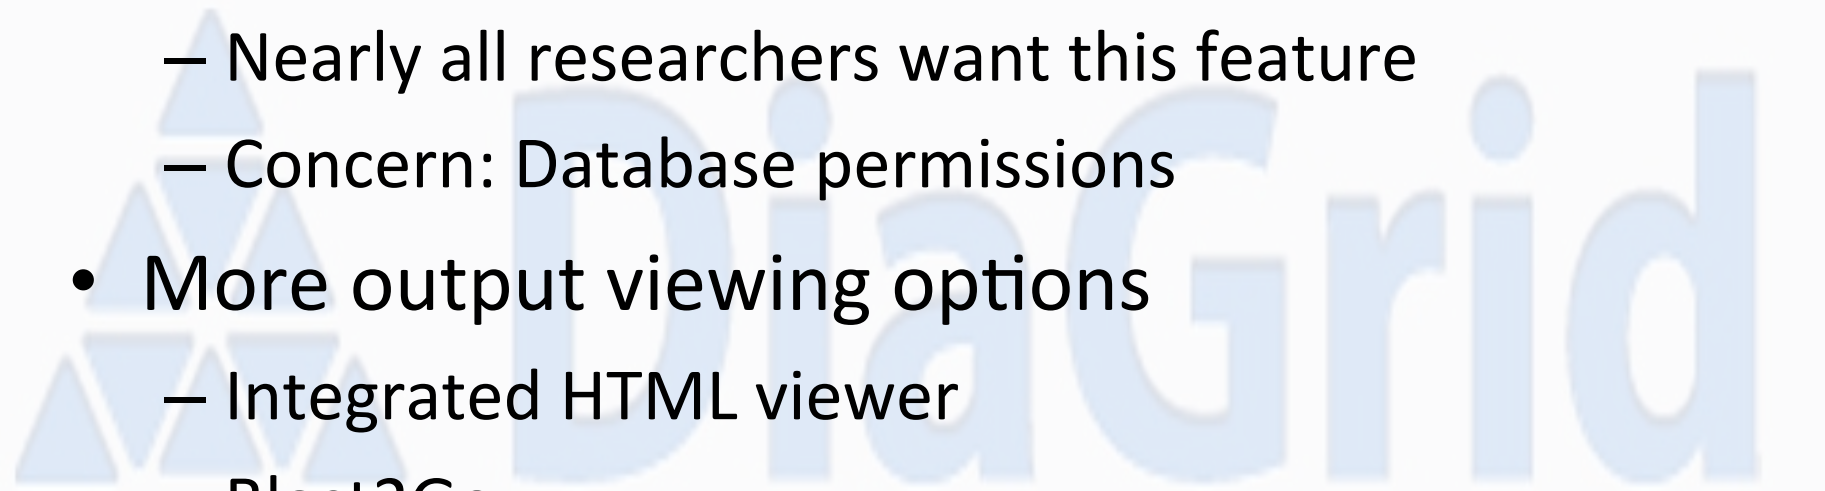 – Nearly all researchers want this feature
– Concern: Database permissions
• More output viewing options
– Integrated HTML viewer
DiaGrid